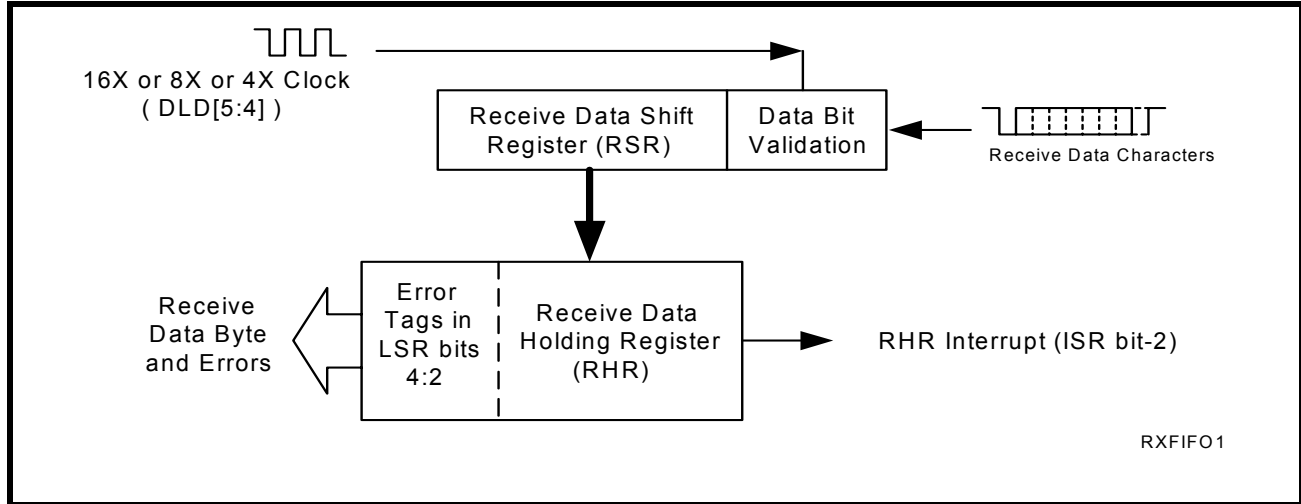 16X or 8X or 4X Clock
( DLD[5:4] )
Receive Data Shift
Register (RSR)
Data Bit
Validation
Receive Data Characters
Receive
Data Byte
and Errors
Error
Tags in
LSR bits
4:2
Receive Data
Holding Register
(RHR)
RHR Interrupt (ISR bit-2)
RXFIFO1